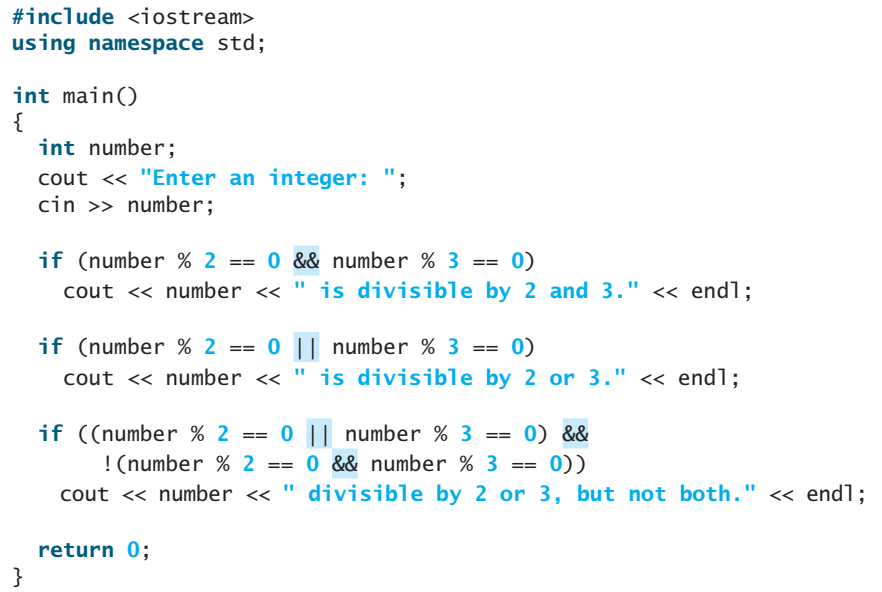 #include <iostream>
using namespace std;

int main()
{
  int number;
  cout << "Enter an integer: ";
  cin >> number;

  if (number % 2 == 0 && number % 3 == 0)
    cout << number << " is divisible by 2 and 3." << endl;

  if (number % 2 == 0 || number % 3 == 0)
    cout << number << " is divisible by 2 or 3." << endl;

  if ((number % 2 == 0 || number % 3 == 0) &&
       !(number % 2 == 0 && number % 3 == 0))
    cout << number << " divisible by 2 or 3, but not both." << endl;

  return 0;
}